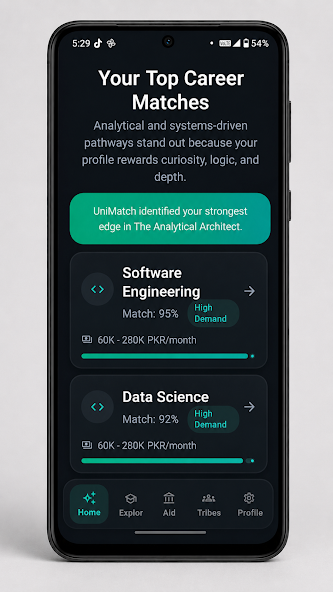 5:29 54%
Your Top Career
Matches
Analytical and systems-driven
pathways stand out because your
profile rewards curiosity, logic, and
depth.
UniMatch identified your strongest
edge in The Analytical Architect.
Software
Engineering
Match: 95%
High
Demand
60K - 280K PKR/month
Data Science
Match: 92%
High
Demand
60K - 280K PKR/month
Home Explor Aid Tribes Profile